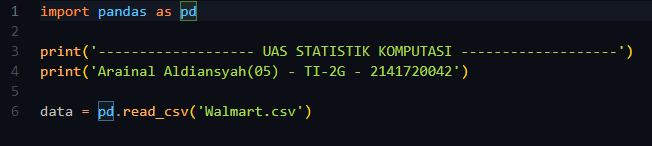 1 import pandas as pd
2
3 print('------------------- UAS STATISTIK KOMPUTASI -------------------')
4 print('Arainal Aldiansyah(05) - TI-2G - 2141720042')
5
6 data = pd.read_csv('Walmart.csv')